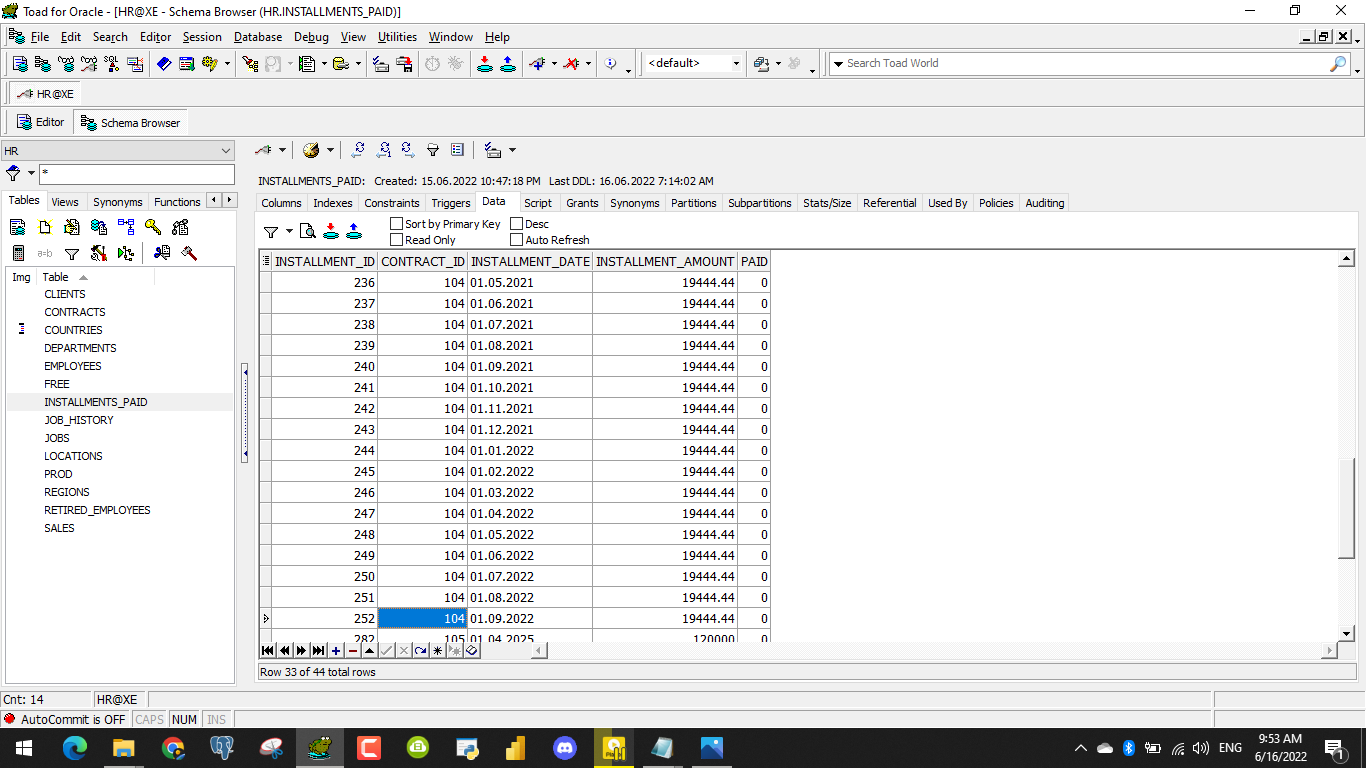 Toad for Oracle - [HR@XE - Schema Browser (HR.INSTALLMENTS_PAID)]
File Edit Search Editor Session Database Debug View Utilities Window Help
SQL <default> Search Toad World
HR@XE
Editor Schema Browser
HR
*
INSTALLMENTS_PAID: Created: 15.06.2022 10:47:18 PM Last DDL: 16.06.2022 7:14:02 AM
Tables Views Synonyms Functions
Columns Indexes Constraints Triggers Data Script Grants Synonyms Partitions Subpartitions Stats/Size Referential Used By Policies Auditing
Sort by Primary Key Desc
Read Only Auto Refresh
Img Table
CLIENTS
CONTRACTS
COUNTRIES
DEPARTMENTS
EMPLOYEES
FREE
INSTALLMENTS_PAID
JOB_HISTORY
JOBS
LOCATIONS
PROD
REGIONS
RETIRED_EMPLOYEES
SALES
INSTALLMENT_ID CONTRACT_ID INSTALLMENT_DATE INSTALLMENT_AMOUNT PAID
236 104 01.05.2021 19444.44 0
237 104 01.06.2021 19444.44 0
238 104 01.07.2021 19444.44 0
239 104 01.08.2021 19444.44 0
240 104 01.09.2021 19444.44 0
241 104 01.10.2021 19444.44 0
242 104 01.11.2021 19444.44 0
243 104 01.12.2021 19444.44 0
244 104 01.01.2022 19444.44 0
245 104 01.02.2022 19444.44 0
246 104 01.03.2022 19444.44 0
247 104 01.04.2022 19444.44 0
248 104 01.05.2022 19444.44 0
249 104 01.06.2022 19444.44 0
250 104 01.07.2022 19444.44 0
251 104 01.08.2022 19444.44 0
252 104 01.09.2022 19444.44 0
282 105 01.04.2025 120000 0
Row 33 of 44 total rows
Cnt: 14 HR@XE
AutoCommit is OFF CAPS NUM INS
ENG 9:53 AM
6/16/2022 1